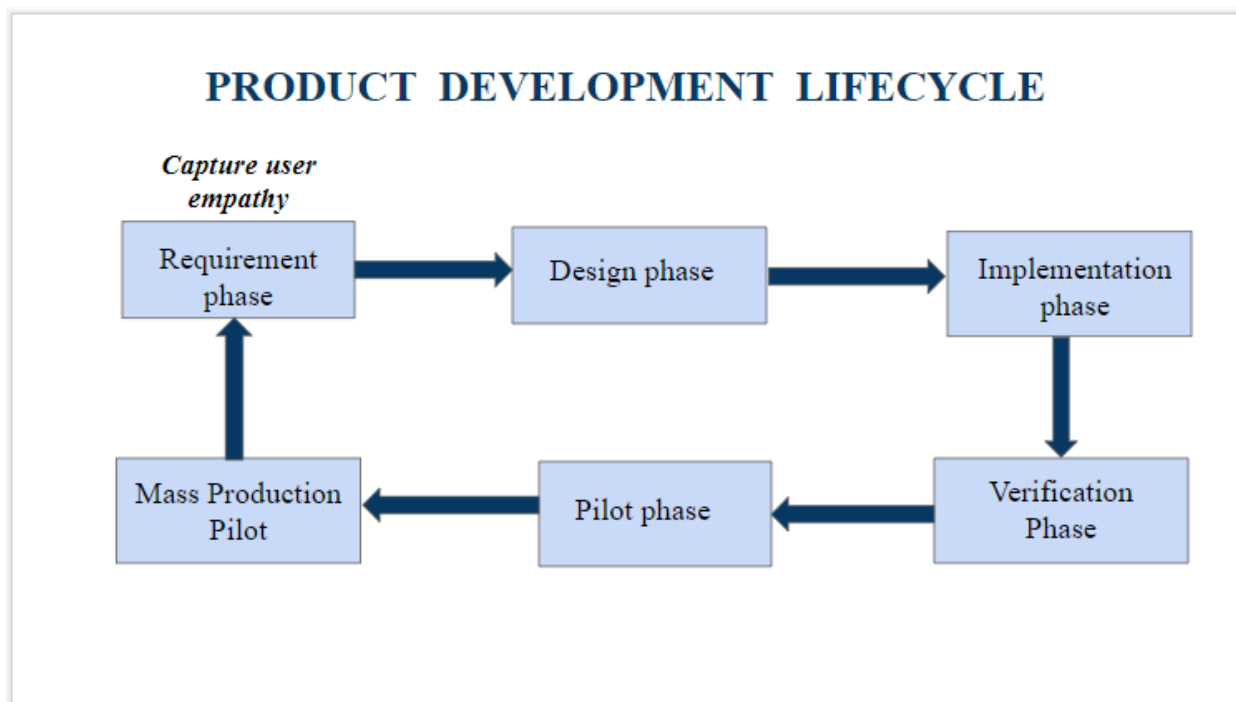 PRODUCT DEVELOPMENT LIFECYCLE
Capture user
empathy
Requirement
phase
Design phase
Implementation
phase
Mass Production
Pilot
Pilot phase
Verification
Phase